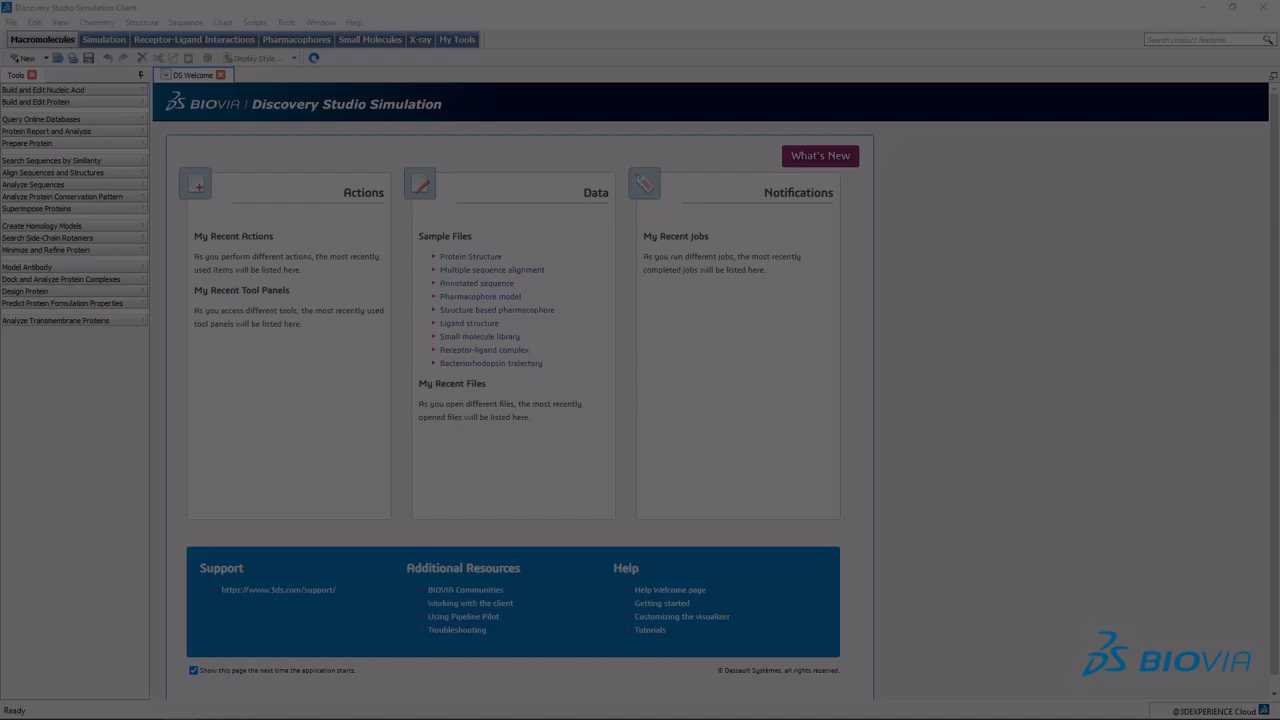 Discovery Studio Simulation Client
File Edit View Chemistry Structure Sequence Chart Scripts Tools Window Help
Macromolecules Simulation Receptor-Ligand Interactions Pharmacophores Small Molecules X-ray My Tools
Search product features
New Display Style...
Tools
DS Welcome
Build and Edit Nucleic Acid
Build and Edit Protein
Query Online Databases
Protein Report and Analysis
Prepare Protein
Search Sequences by Similarity
Align Sequences and Structures
Analyze Sequences
Analyze Protein Conservation Pattern
Superimpose Proteins
Create Homology Models
Search Side-Chain Rotamers
Minimize and Refine Protein
Model Antibody
Dock and Analyze Protein Complexes
Design Protein
Predict Protein Formulation Properties
Analyze Transmembrane Proteins
BIOVIA | Discovery Studio Simulation
What's New
Actions
My Recent Actions
As you perform different actions, the most recently
used items will be listed here.
My Recent Tool Panels
As you access different tools, the most recently used
tool panels will be listed here.
Data
Sample Files
Protein Structure
Multiple sequence alignment
Annotated sequence
Pharmacophore model
Structure based pharmacophore
Ligand structure
Small molecule library
Receptor-ligand complex
Bacteriorhodopsin trajectory
My Recent Files
As you open different files, the most recently
opened files will be listed here.
Notifications
My Recent Jobs
As you run different jobs, the most recently
completed jobs will be listed here.
Support
https://www.3ds.com/support/
Additional Resources
BIOVIA Communities
Working with the client
Using Pipeline Pilot
Troubleshooting
Help
Help Welcome page
Getting started
Customizing the visualizer
Tutorials
Show this page the next time the application starts.
© Dassault Systèmes, all rights reserved.
BIOVIA
Ready
@3DEXPERIENCE Cloud